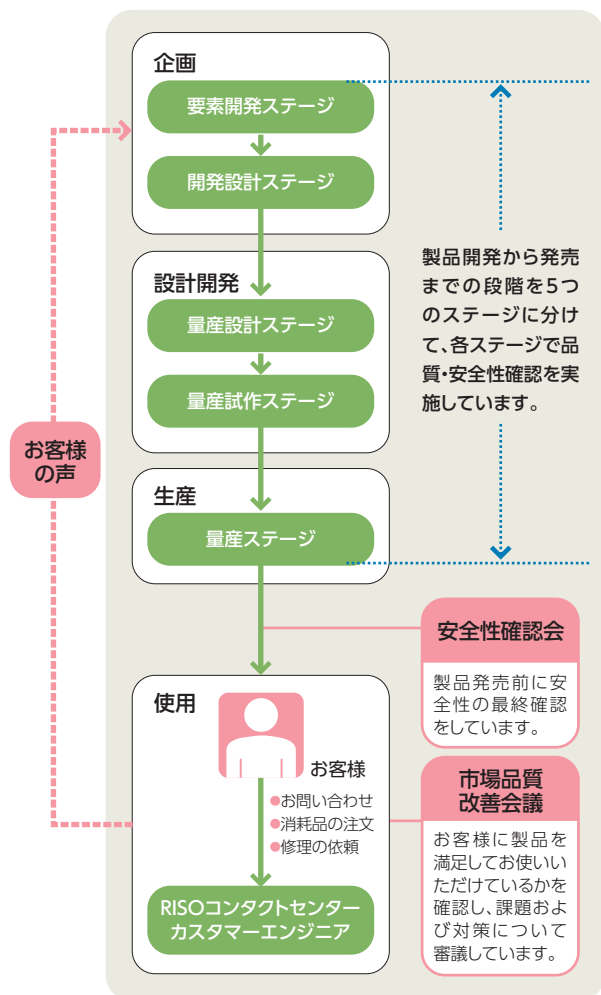 企画
要素開発ステージ
開発設計ステージ
設計開発
量産設計ステージ
量産試作ステージ
製品開発から発売
までの段階を5つ
のステージに分け
て、各ステージで品
質・安全性確認を実
施しています。
お客様
の声
生産
量産ステージ
安全性確認会
製品発売前に安
全性の最終確認
をしています。
使用
お客様
●お問い合わせ
●消耗品の注文
●修理の依頼
RISOコンタクトセンター
カスタマーエンジニア
市場品質
改善会議
お客様に製品を
満足してお使いい
ただけているかを
確認し、課題およ
び対策について
審議しています。